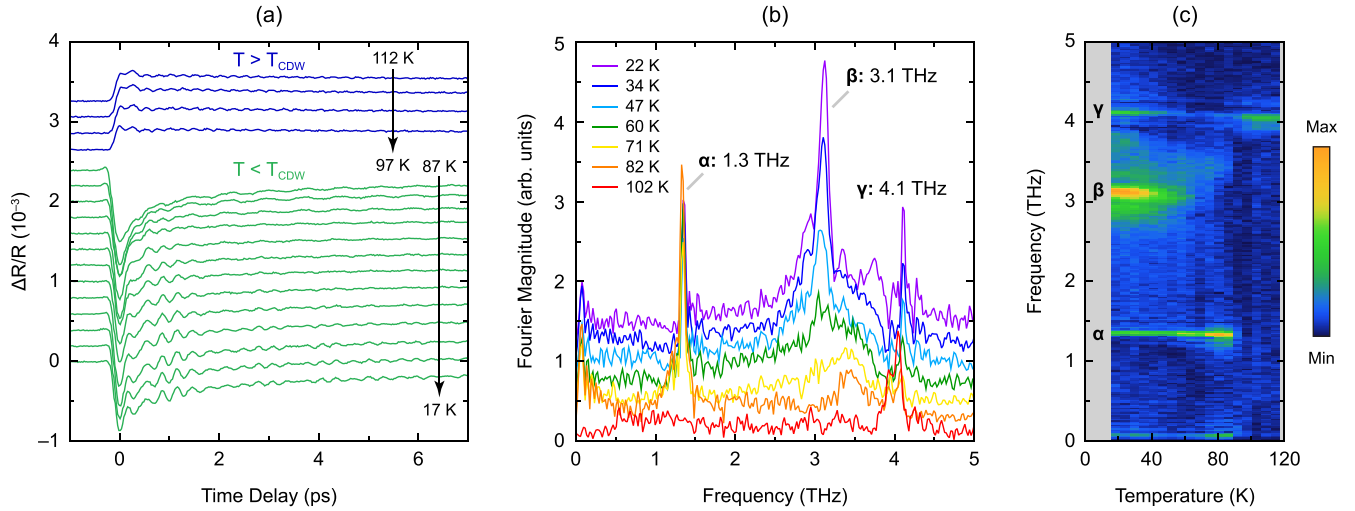 (a)
ΔR/R (10⁻³)
4
3
2
1
0
−1
T > T_CDW
112 K
97 K
87 K
T < T_CDW
17 K
0
2
4
6
Time Delay (ps)
(b)
Fourier Magnitude (arb. units)
5
4
3
2
1
0
22 K
34 K
47 K
60 K
71 K
82 K
102 K
α: 1.3 THz
β: 3.1 THz
γ: 4.1 THz
0
1
2
3
4
5
Frequency (THz)
(c)
Frequency (THz)
5
4
3
2
1
0
γ
β
α
0
40
80
120
Temperature (K)
Max
Min